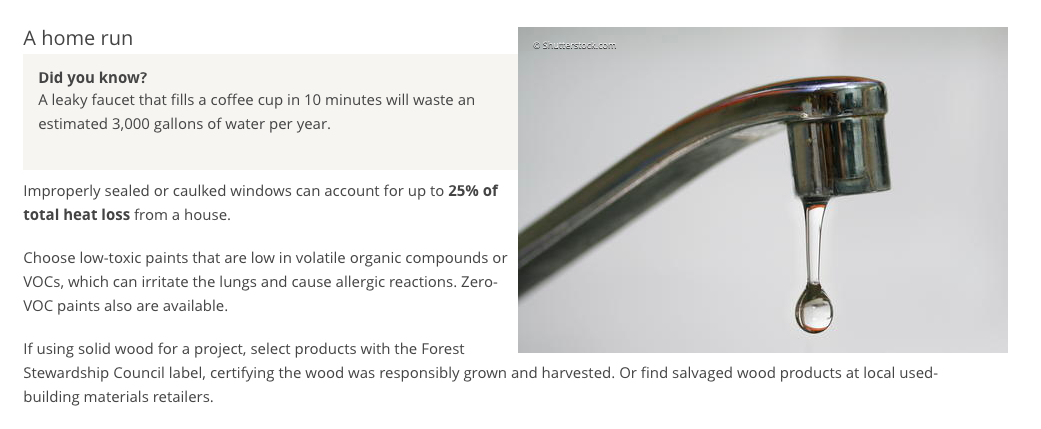 A home run
Did you know?
A leaky faucet that fills a coffee cup in 10 minutes will waste an
estimated 3,000 gallons of water per year.
Improperly sealed or caulked windows can account for up to 25% of
total heat loss from a house.
Choose low-toxic paints that are low in volatile organic compounds or
VOCs, which can irritate the lungs and cause allergic reactions. Zero-
VOC paints also are available.
If using solid wood for a project, select products with the Forest
Stewardship Council label, certifying the wood was responsibly grown and harvested. Or find salvaged wood products at local used-
building materials retailers.
© Shutterstock.com